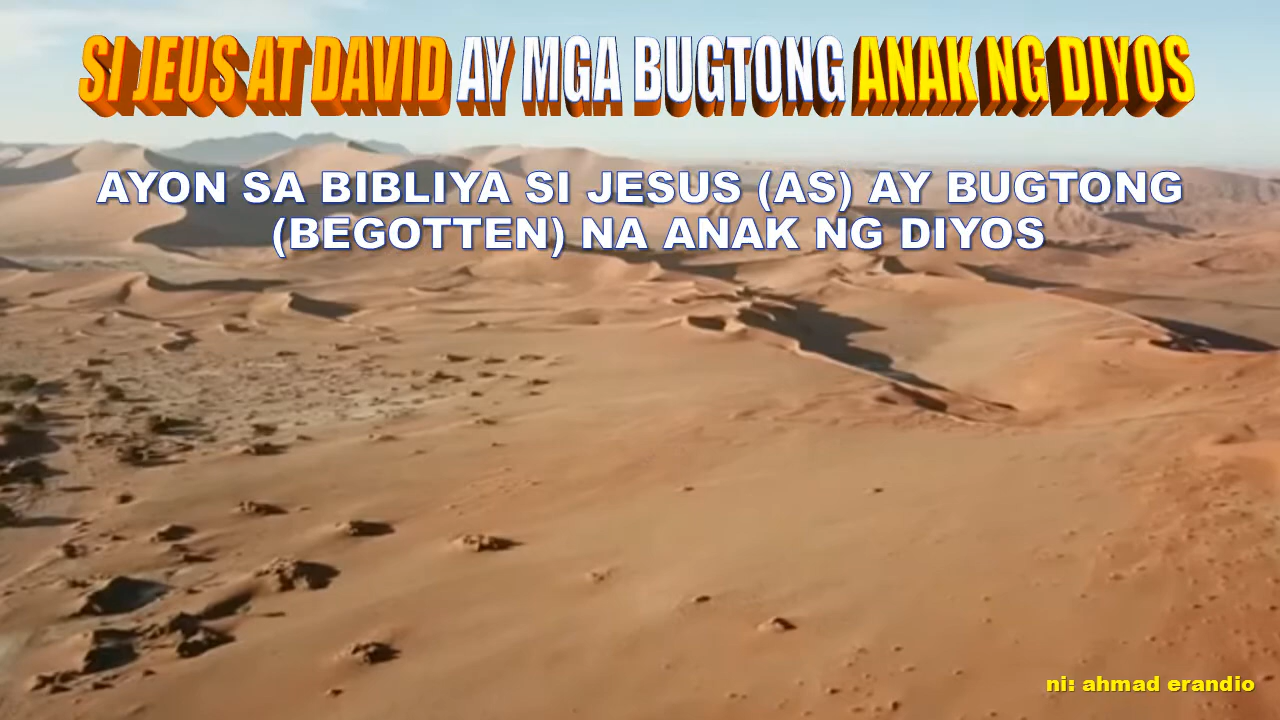 SI JEUS AT DAVID AY MGA BUGTONG ANAK NG DIYOS
AYON SA BIBLIYA SI JESUS (AS) AY BUGTONG
(BEGOTTEN) NA ANAK NG DIYOS
ni: ahmad erandio